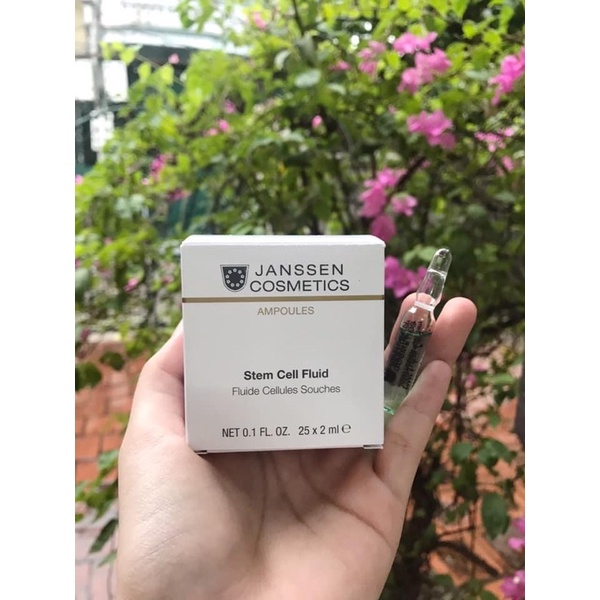 JANSSEN
COSMETICS
AMPOULES
Stem Cell Fluid
Fluide Cellules Souches
NET 0.1 FL. OZ. 25 x 2 ml ℮